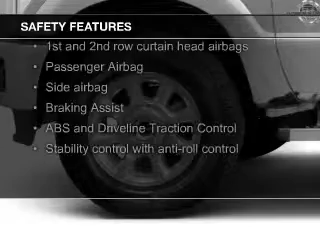 SAFETY FEATURES
• 1st and 2nd row curtain head airbags
• Passenger Airbag
• Side airbag
• Braking Assist
• ABS and Driveline Traction Control
• Stability control with anti-roll control